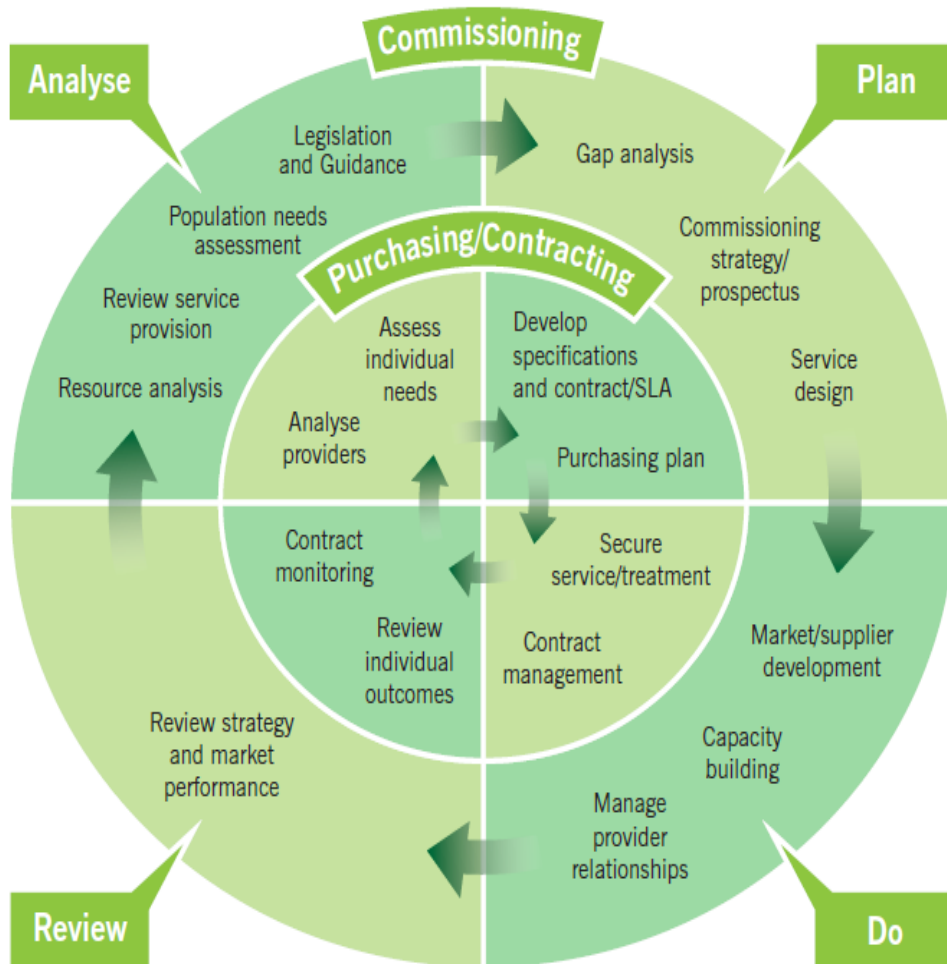 Commissioning
Analyse
Plan
Legislation
and Guidance
Gap analysis
Population needs
assessment
Commissioning
strategy/
prospectus
Review service
provision
Service
design
Resource analysis
Purchasing/Contracting
Assess
individual
needs
Develop
specifications
and contract/SLA
Analyse
providers
Purchasing plan
Contract
monitoring
Secure
service/treatment
Review
individual
outcomes
Contract
management
Market/supplier
development
Capacity
building
Manage
provider
relationships
Review strategy
and market
performance
Review
Do